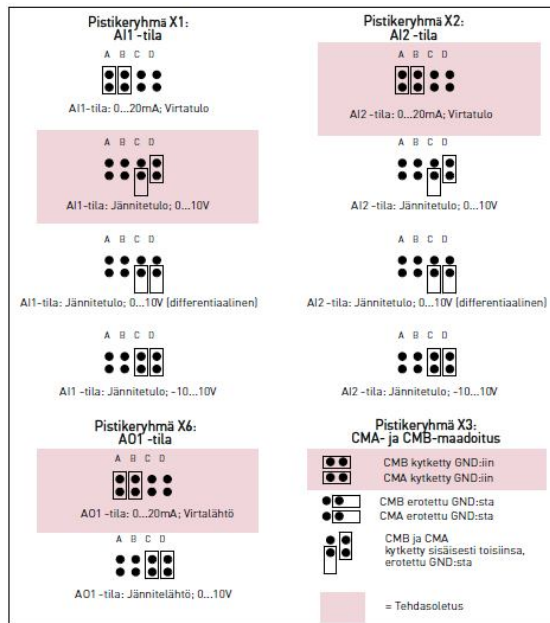 Pistikeryhmä X1:
AI1 -tila
A B C D
AI1-tila: 0...20mA; Virtatulo
A B C D
AI1-tila: Jännitetulo; 0...10V
A B C D
AI1-tila: Jännitetulo; 0...10V (differentiaalinen)
A B C D
AI1 -tila: Jännitetulo; -10...10V
Pistikeryhmä X2:
AI2 -tila
A B C D
AI2 -tila: 0...20mA; Virtatulo
A B C D
AI2 -tila: Jännitetulo; 0...10V
A B C D
AI2 -tila: Jännitetulo; 0...10V (differentiaalinen)
A B C D
AI2 -tila: Jännitetulo; -10...10V
Pistikeryhmä X6:
AO1 -tila
A B C D
AO1 -tila: 0...20mA; Virtalähtö
A B C D
AO1 -tila: Jännitelähtö; 0...10V
Pistikeryhmä X3:
CMA- ja CMB-maadoitus
CMB kytketty GND:iin
CMA kytketty GND:iin
CMB erotettu GND:sta
CMA erotettu GND:sta
CMB ja CMA
kytketty sisäisesti toisiinsa,
erotettu GND:sta
= Tehdasoletus